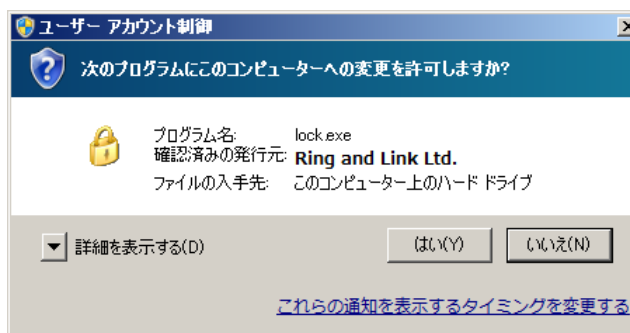 ユーザー アカウント制御
次のプログラムにこのコンピューターへの変更を許可しますか?
プログラム名: lock.exe
確認済みの発行元: Ring and Link Ltd.
ファイルの入手先: このコンピューター上のハード ドライブ
詳細を表示する(D) はい(Y) いいえ(N)
これらの通知を表示するタイミングを変更する